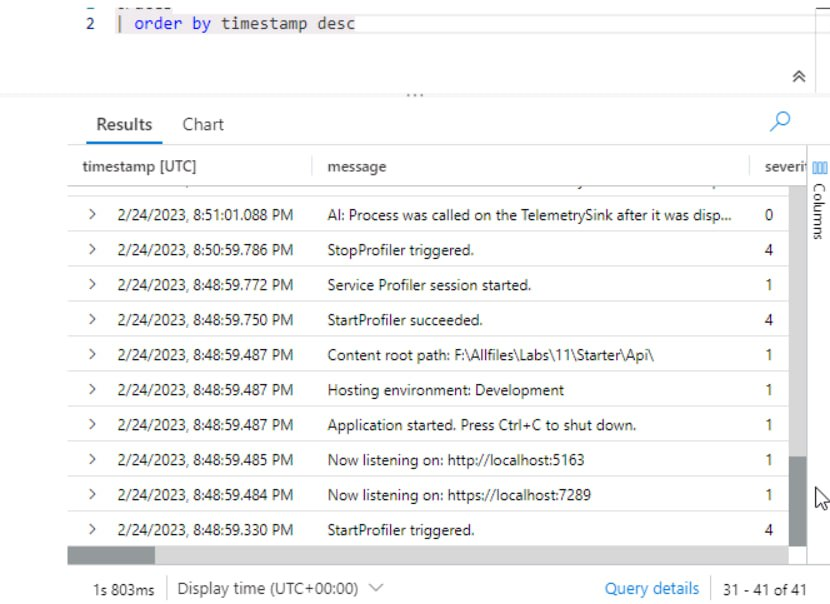 2 | order by timestamp desc
Results Chart
timestamp [UTC] message severi
Columns
2/24/2023, 8:51:01.088 PM AI: Process was called on the TelemetrySink after it was disp... 0
2/24/2023, 8:50:59.786 PM StopProfiler triggered. 4
2/24/2023, 8:48:59.772 PM Service Profiler session started. 1
2/24/2023, 8:48:59.750 PM StartProfiler succeeded. 4
2/24/2023, 8:48:59.487 PM Content root path: F:\Allfiles\Labs\11\Starter\Api\ 1
2/24/2023, 8:48:59.487 PM Hosting environment: Development 1
2/24/2023, 8:48:59.487 PM Application started. Press Ctrl+C to shut down. 1
2/24/2023, 8:48:59.485 PM Now listening on: http://localhost:5163 1
2/24/2023, 8:48:59.484 PM Now listening on: https://localhost:7289 1
2/24/2023, 8:48:59.330 PM StartProfiler triggered. 4
1s 803ms Display time (UTC+00:00) Query details 31 - 41 of 41